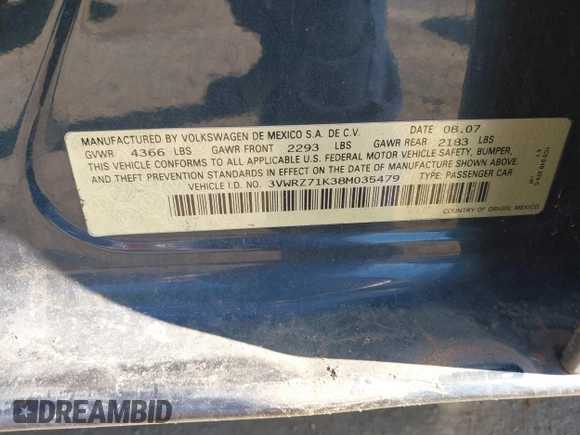 MANUFACTURED BY VOLKSWAGEN DE MEXICO S.A. DE C.V. DATE 08.07
GVWR 4366 LBS GAWR FRONT 2293 LBS GAWR REAR 2183 LBS
THIS VEHICLE CONFORMS TO ALL APPLICABLE U.S. FEDERAL MOTOR VEHICLE SAFETY, BUMPER,
AND THEFT PREVENTION STANDARDS IN EFFECT ON THE DATE OF MANUFACTURE SHOWN ABOVE.
VEHICLE I.D. NO. 3VWRZ71K38M035479 TYPE: PASSENGER CAR
COUNTRY OF ORIGIN: MEXICO
DREAMBID